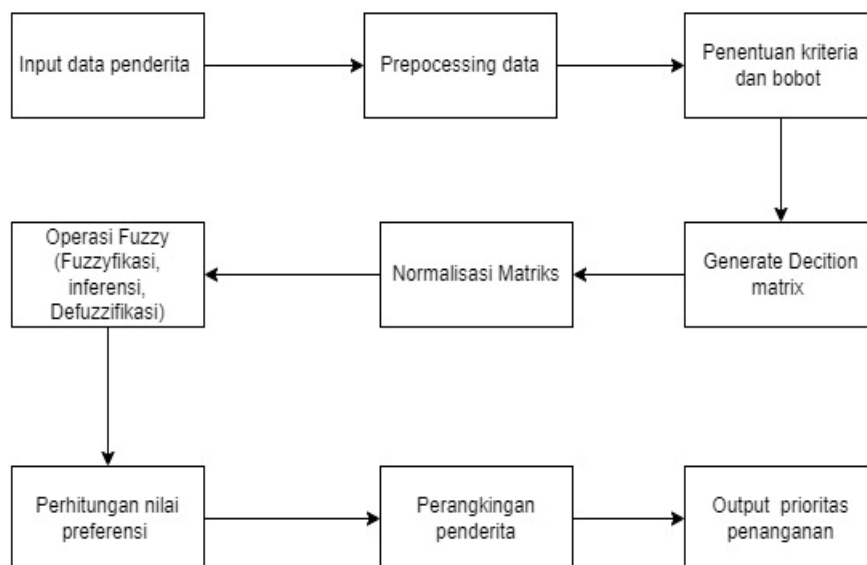 Input data penderita
Prepocessing data
Penentuan kriteria
dan bobot
Operasi Fuzzy
(Fuzzyfikasi,
inferensi,
Defuzzifikasi)
Normalisasi Matriks
Generate Decition
matrix
Perhitungan nilai
preferensi
Perangkingan
penderita
Output prioritas
penanganan